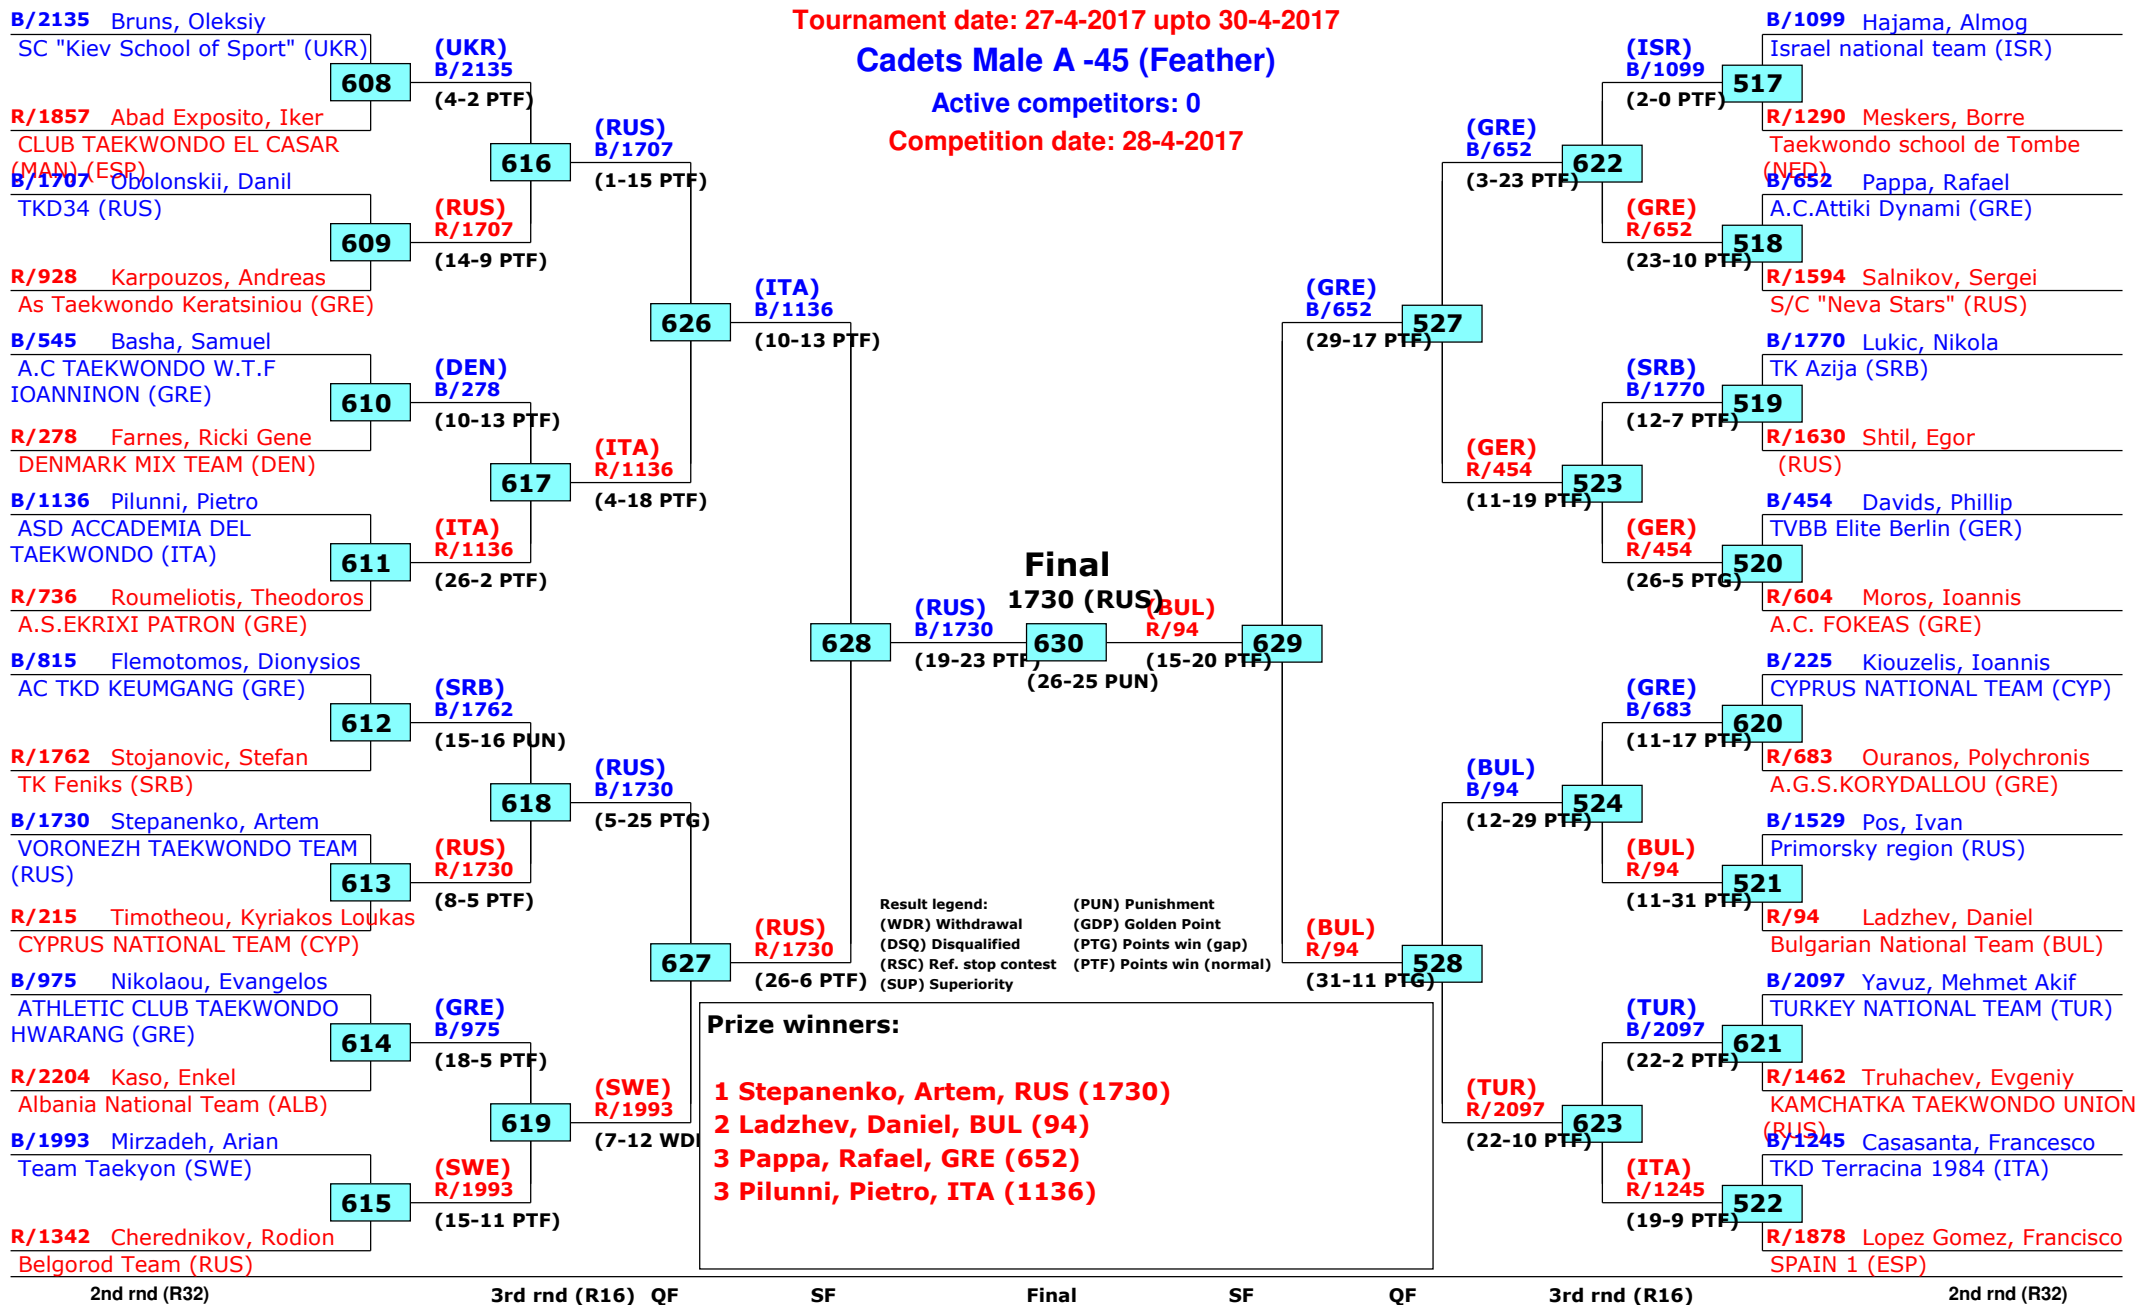 Tournament date: 27-4-2017 upto 30-4-2017
Cadets Male A -45 (Feather)
Active competitors: 0
Competition date: 28-4-2017
B/2135 Bruns, Oleksiy
SC "Kiev School of Sport" (UKR)
608
R/1857 Abad Exposito, Iker
CLUB TAEKWONDO EL CASAR
(MAN) (ESP)
B/1707 Obolonskii, Danil
TKD34 (RUS)
609
R/928 Karpouzos, Andreas
As Taekwondo Keratsiniou (GRE)
B/545 Basha, Samuel
A.C TAEKWONDO W.T.F
IOANNINON (GRE)
610
R/278 Farnes, Ricki Gene
DENMARK MIX TEAM (DEN)
B/1136 Pilunni, Pietro
ASD ACCADEMIA DEL
TAEKWONDO (ITA)
611
R/736 Roumeliotis, Theodoros
A.S.EKRIXI PATRON (GRE)
B/815 Flemotomos, Dionysios
AC TKD KEUMGANG (GRE)
612
R/1762 Stojanovic, Stefan
TK Feniks (SRB)
B/1730 Stepanenko, Artem
VORONEZH TAEKWONDO TEAM
(RUS)
613
R/215 Timotheou, Kyriakos Loukas
CYPRUS NATIONAL TEAM (CYP)
B/975 Nikolaou, Evangelos
ATHLETIC CLUB TAEKWONDO
HWARANG (GRE)
614
R/2204 Kaso, Enkel
Albania National Team (ALB)
B/1993 Mirzadeh, Arian
Team Taekyon (SWE)
615
R/1342 Cherednikov, Rodion
Belgorod Team (RUS)
(UKR)
B/2135
(4-2 PTF)
616
(RUS)
R/1707
(14-9 PTF)
(DEN)
B/278
(10-13 PTF)
617
(ITA)
R/1136
(26-2 PTF)
(SRB)
B/1762
(15-16 PUN)
618
(RUS)
R/1730
(8-5 PTF)
(GRE)
B/975
(18-5 PTF)
619
(SWE)
R/1993
(15-11 PTF)
(RUS)
B/1707
(1-15 PTF)
626
(ITA)
R/1136
(4-18 PTF)
(RUS)
B/1730
(5-25 PTG)
627
(SWE)
R/1993
(7-12 WDR
(ITA)
B/1136
(10-13 PTF)
628
(RUS)
R/1730
(26-6 PTF)
(RUS)
B/1730
(19-23 PTF)
Final
1730 (RUS)
630
(26-25 PUN)
(BUL)
R/94
(15-20 PTF)
629
(GRE)
B/652
(29-17 PTF)
527
(BUL)
R/94
(31-11 PTG)
528
(GRE)
B/652
(3-23 PTF)
622
(GER)
R/454
(11-19 PTF)
523
(BUL)
B/94
(12-29 PTF)
524
(TUR)
R/2097
(22-10 PTF)
623
(ISR)
B/1099
(2-0 PTF)
517
(GRE)
R/652
(23-10 PTF)
518
(SRB)
B/1770
(12-7 PTF)
519
(GER)
R/454
(26-5 PTG)
520
(GRE)
B/683
(11-17 PTF)
620
(BUL)
R/94
(11-31 PTF)
521
(TUR)
B/2097
(22-2 PTF)
621
(ITA)
R/1245
(19-9 PTF)
522
B/1099 Hajama, Almog
Israel national team (ISR)
R/1290 Meskers, Borre
Taekwondo school de Tombe
(NED)
B/652 Pappa, Rafael
A.C.Attiki Dynami (GRE)
R/1594 Salnikov, Sergei
S/C "Neva Stars" (RUS)
B/1770 Lukic, Nikola
TK Azija (SRB)
R/1630 Shtil, Egor
(RUS)
B/454 Davids, Phillip
TVBB Elite Berlin (GER)
R/604 Moros, Ioannis
A.C. FOKEAS (GRE)
B/225 Kiouzelis, Ioannis
CYPRUS NATIONAL TEAM (CYP)
R/683 Ouranos, Polychronis
A.G.S.KORYDALLOU (GRE)
B/1529 Pos, Ivan
Primorsky region (RUS)
R/94 Ladzhev, Daniel
Bulgarian National Team (BUL)
B/2097 Yavuz, Mehmet Akif
TURKEY NATIONAL TEAM (TUR)
R/1462 Truhachev, Evgeniy
KAMCHATKA TAEKWONDO UNION
(RUS)
B/1245 Casasanta, Francesco
TKD Terracina 1984 (ITA)
R/1878 Lopez Gomez, Francisco
SPAIN 1 (ESP)
Result legend: (PUN) Punishment
(WDR) Withdrawal (GDP) Golden Point
(DSQ) Disqualified (PTG) Points win (gap)
(RSC) Ref. stop contest (PTF) Points win (normal)
(SUP) Superiority
Prize winners:
1 Stepanenko, Artem, RUS (1730)
2 Ladzhev, Daniel, BUL (94)
3 Pappa, Rafael, GRE (652)
3 Pilunni, Pietro, ITA (1136)
2nd rnd (R32) 3rd rnd (R16) QF SF Final SF QF 3rd rnd (R16) 2nd rnd (R32)